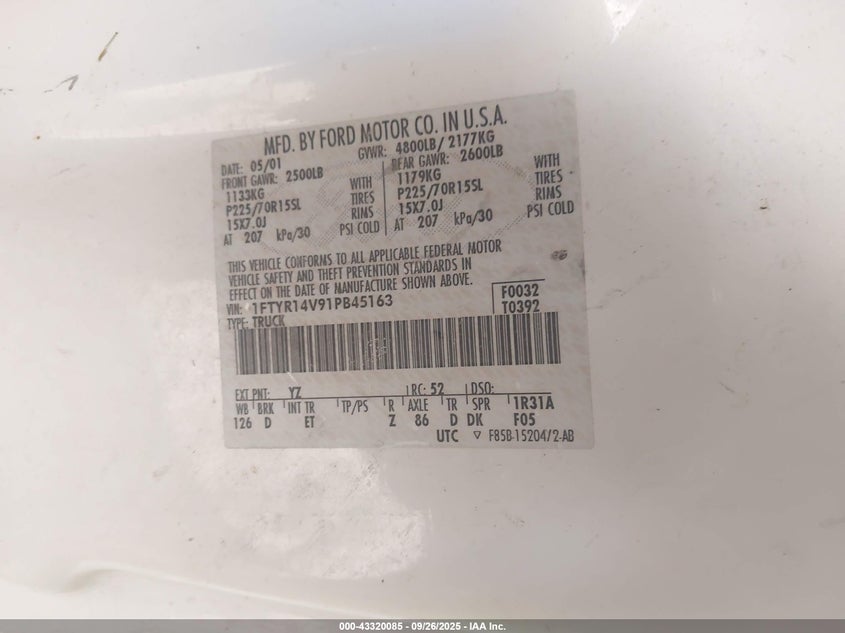 MFD. BY FORD MOTOR CO. IN U.S.A.
DATE: 05/01 GVWR: 4800LB/ 2177KG
FRONT GAWR: 2500LB REAR GAWR: 2600LB
1133KG WITH 1179KG WITH
P225/70R15SL TIRES P225/70R15SL TIRES
15X7.0J RIMS 15X7.0J RIMS
AT 207 kPa/30 PSI COLD AT 207 kPa/30 PSI COLD
THIS VEHICLE CONFORMS TO ALL APPLICABLE FEDERAL MOTOR
VEHICLE SAFETY AND THEFT PREVENTION STANDARDS IN
EFFECT ON THE DATE OF MANUFACTURE SHOWN ABOVE.
VIN: 1FTYR14V91PB45163 F0032
TYPE: TRUCK T0392
EXT PNT: YZ RC: 52 DSO:
WB BRK INT TR TP/PS R AXLE TR SPR 1R31A
126 D ET Z 86 D DK F05
UTC ▽ F85B-15204/2-AB
000-43320085 - 09/26/2025 - IAA Inc.